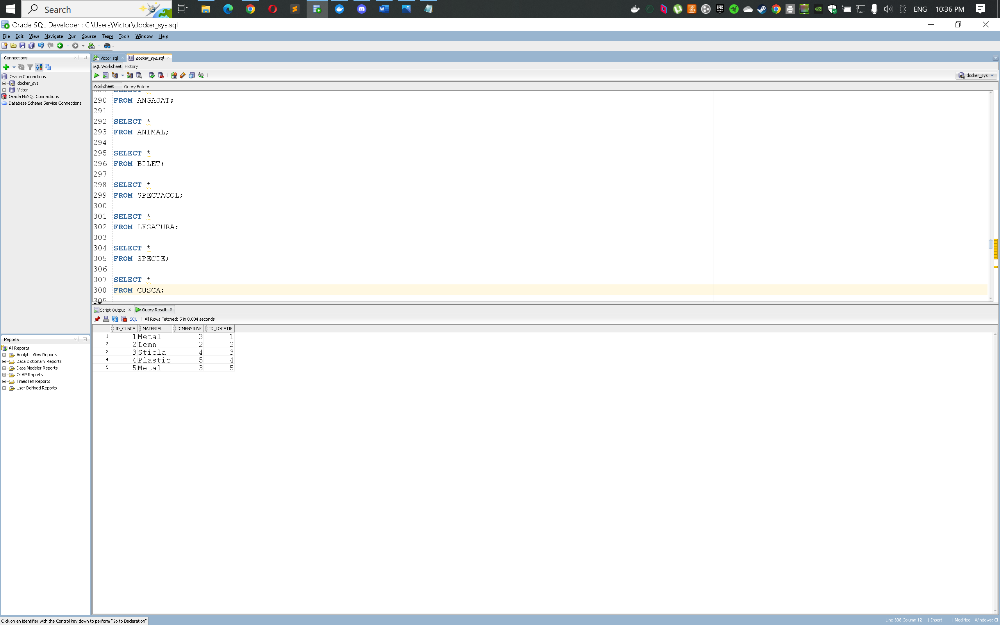 Search
ENG 10:36 PM
Oracle SQL Developer : C:\Users\Victor\docker_sys.sql
File Edit View Navigate Run Source Team Tools Window Help
Connections
Oracle Connections
docker_sys
Victor
Oracle NoSQL Connections
Database Schema Service Connections
Victor.sql docker_sys.sql
SQL Worksheet History
docker_sys
Worksheet Query Builder
289 SELECT *
290 FROM ANGAJAT;
291
292 SELECT *
293 FROM ANIMAL;
294
295 SELECT *
296 FROM BILET;
297
298 SELECT *
299 FROM SPECTACOL;
300
301 SELECT *
302 FROM LEGATURA;
303
304 SELECT *
305 FROM SPECIE;
306
307 SELECT *
308 FROM CUSCA;
309
Script Output x Query Result x
SQL | All Rows Fetched: 5 in 0.004 seconds
ID_CUSCA MATERIAL DIMENSIUNE ID_LOCATIE
1 1 Metal 3 1
2 2 Lemn 2 2
3 3 Sticla 4 3
4 4 Plastic 5 4
5 5 Metal 3 5
Reports
All Reports
Analytic View Reports
Data Dictionary Reports
Data Modeler Reports
OLAP Reports
TimesTen Reports
User Defined Reports
Click on an identifier with the Control key down to perform "Go to Declaration"
| Line 308 Column 12 | Insert | Modified | Windows: